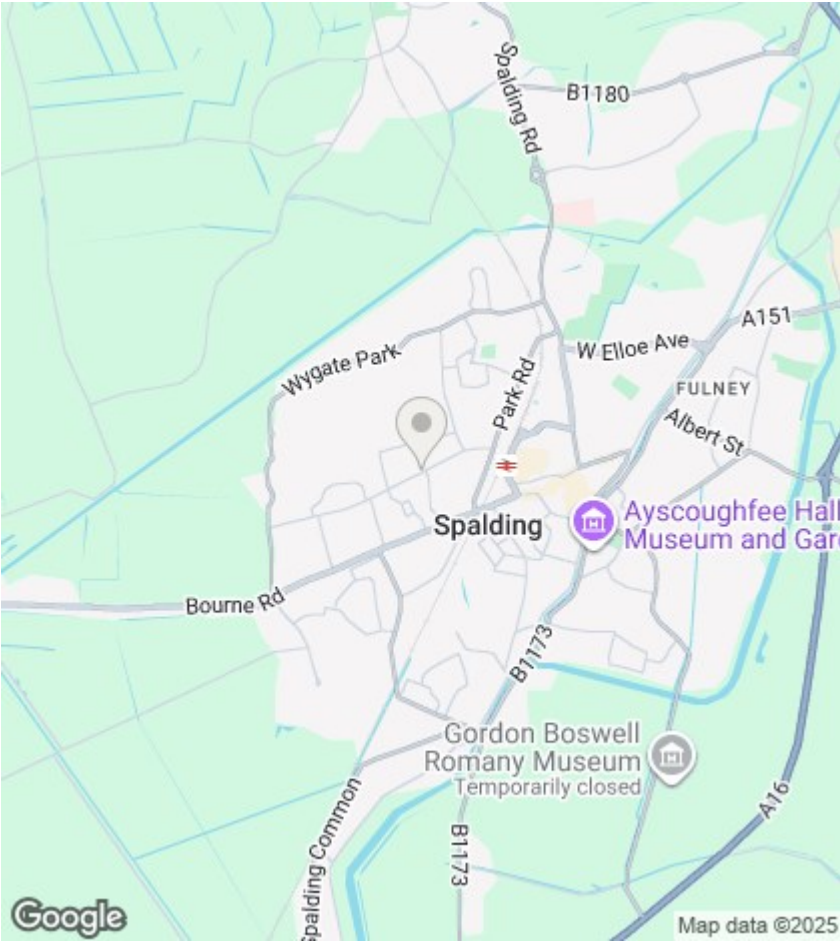 Spalding Rd
B1180
A151
W Elloe Ave
Wygate Park
Park Rd
FULNEY
Albert St
Ayscoughfee Hall
Museum and Gar
Spalding
Bourne Rd
B1173
Gordon Boswell
Romany Museum
Temporarily closed
A16
Spalding Common
B1173
Google
Map data ©2025